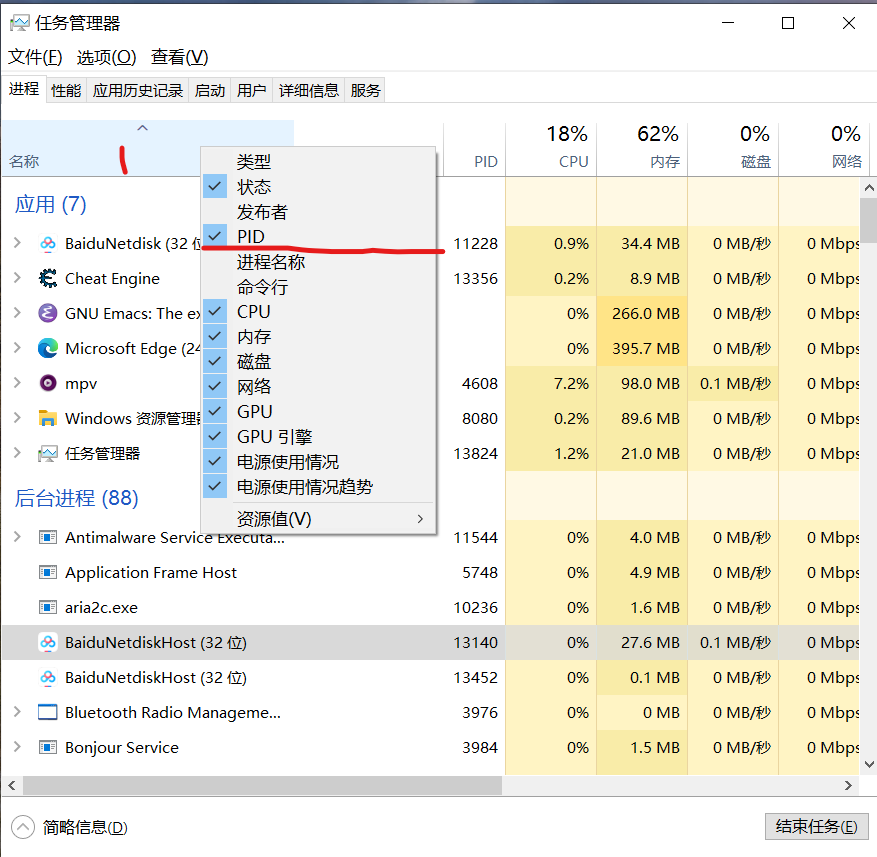 任务管理器
文件(F) 选项(O) 查看(V)
进程 性能 应用历史记录 启动 用户 详细信息 服务
18% 62% 0% 0%
名称 PID CPU 内存 磁盘 网络
类型
状态
发布者
PID
进程名称
命令行
CPU
内存
磁盘
网络
GPU
GPU 引擎
电源使用情况
电源使用情况趋势
资源值(V)
应用 (7)
BaiduNetdisk (32 位 11228 0.9% 34.4 MB 0 MB/秒 0 Mbps
Cheat Engine 13356 0.2% 8.9 MB 0 MB/秒 0 Mbps
GNU Emacs: The ex 0% 266.0 MB 0 MB/秒 0 Mbps
Microsoft Edge (24 0% 395.7 MB 0 MB/秒 0 Mbps
mpv 4608 7.2% 98.0 MB 0.1 MB/秒 0 Mbps
Windows 资源管理器 8080 0.2% 89.6 MB 0 MB/秒 0 Mbps
任务管理器 13824 1.2% 21.0 MB 0 MB/秒 0 Mbps
后台进程 (88)
Antimalware Service Executa... 11544 0% 4.0 MB 0 MB/秒 0 Mbps
Application Frame Host 5748 0% 4.9 MB 0 MB/秒 0 Mbps
aria2c.exe 10236 0% 1.6 MB 0 MB/秒 0 Mbps
BaiduNetdiskHost (32 位) 13140 0% 27.6 MB 0.1 MB/秒 0 Mbps
BaiduNetdiskHost (32 位) 13452 0% 0.1 MB 0 MB/秒 0 Mbps
Bluetooth Radio Manageme... 3976 0% 0 MB 0 MB/秒 0 Mbps
Bonjour Service 3984 0% 1.5 MB 0 MB/秒 0 Mbps
简略信息(D) 结束任务(E)